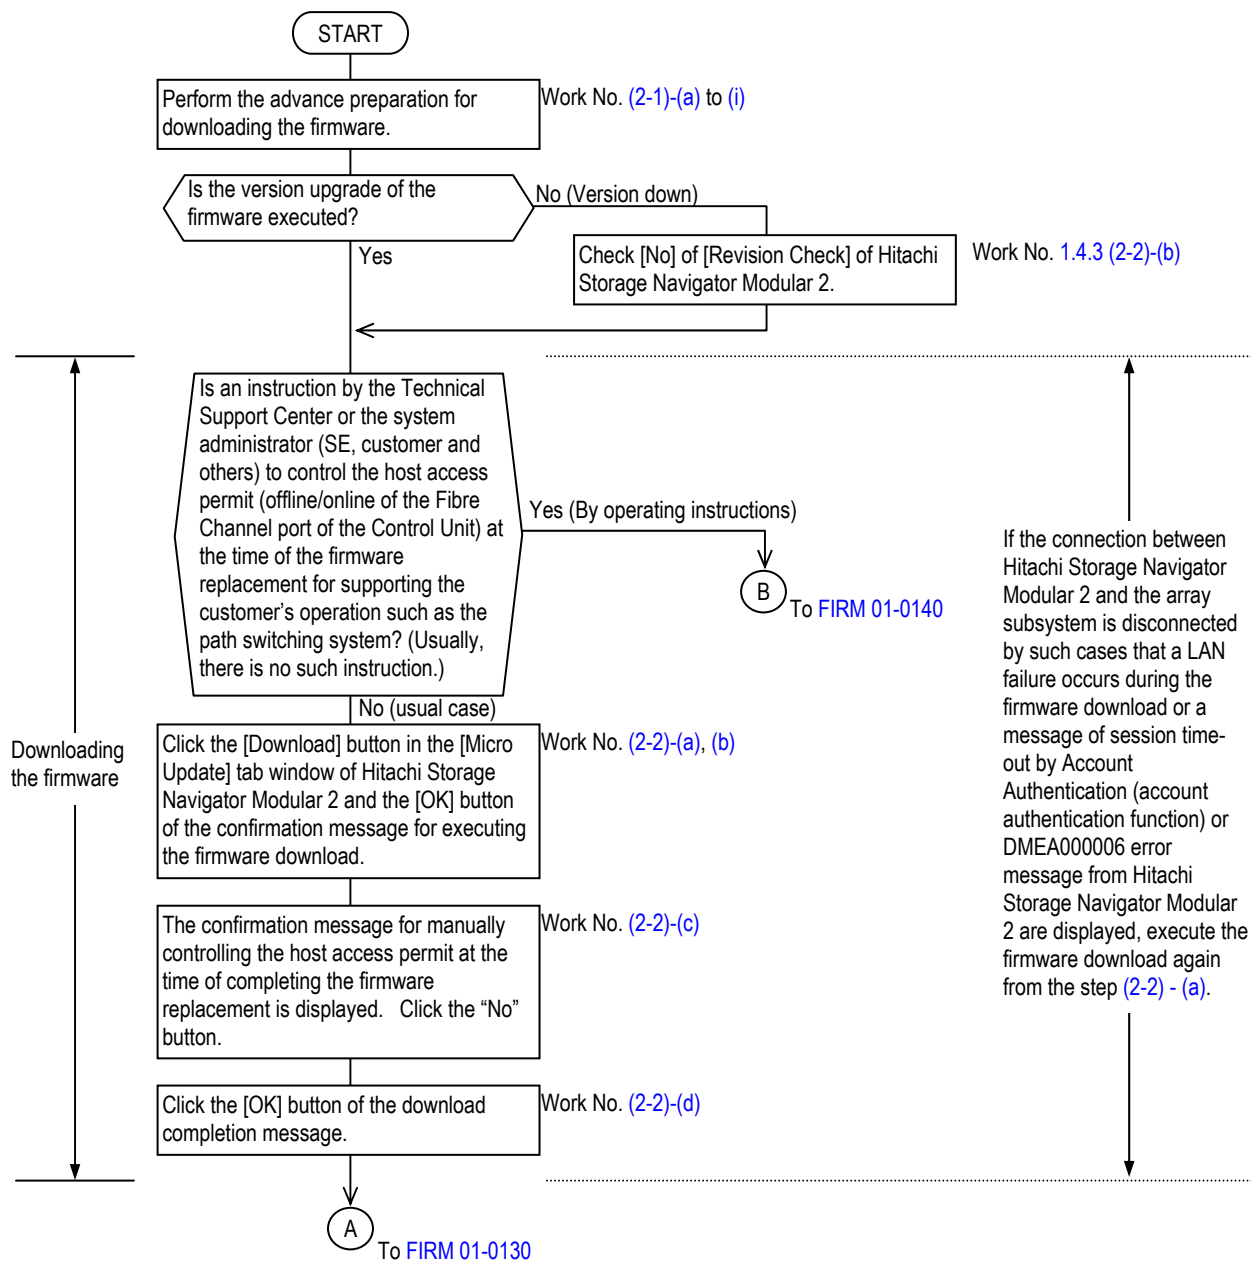 START
Perform the advance preparation for
downloading the firmware.
Work No. (2-1)-(a) to (i)
Is the version upgrade of the
firmware executed?
No (Version down)
Yes
Check [No] of [Revision Check] of Hitachi
Storage Navigator Modular 2.
Work No. 1.4.3 (2-2)-(b)
Is an instruction by the Technical
Support Center or the system
administrator (SE, customer and
others) to control the host access
permit (offline/online of the Fibre
Channel port of the Control Unit) at
the time of the firmware
replacement for supporting the
customer's operation such as the
path switching system? (Usually,
there is no such instruction.)
Yes (By operating instructions)
B
To FIRM 01-0140
No (usual case)
Downloading
the firmware
Click the [Download] button in the [Micro
Update] tab window of Hitachi Storage
Navigator Modular 2 and the [OK] button
of the confirmation message for executing
the firmware download.
Work No. (2-2)-(a), (b)
The confirmation message for manually
controlling the host access permit at the
time of completing the firmware
replacement is displayed.   Click the “No”
button.
Work No. (2-2)-(c)
Click the [OK] button of the download
completion message.
Work No. (2-2)-(d)
A
To FIRM 01-0130
If the connection between
Hitachi Storage Navigator
Modular 2 and the array
subsystem is disconnected
by such cases that a LAN
failure occurs during the
firmware download or a
message of session time-
out by Account
Authentication (account
authentication function) or
DMEA000006 error
message from Hitachi
Storage Navigator Modular
2 are displayed, execute the
firmware download again
from the step (2-2) - (a).